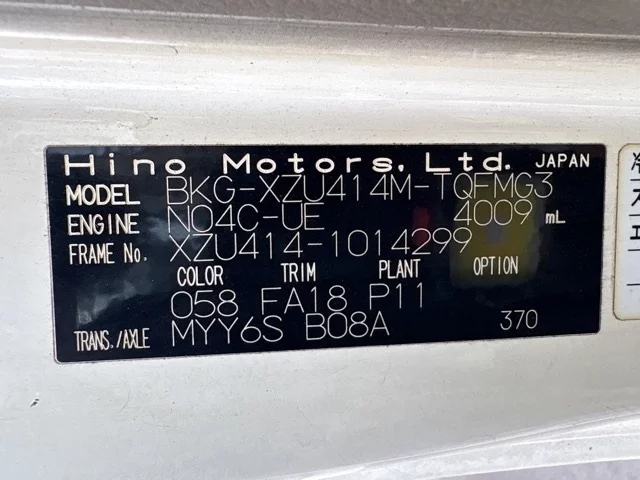 Hino Motors, Ltd. JAPAN
MODEL BKG-XZU414M-TQFMG3
ENGINE N04C-UE 4009 mL
FRAME No. XZU414-1014299
COLOR TRIM PLANT OPTION
058 FA18 P11
TRANS./AXLE MYY6S B08A 370